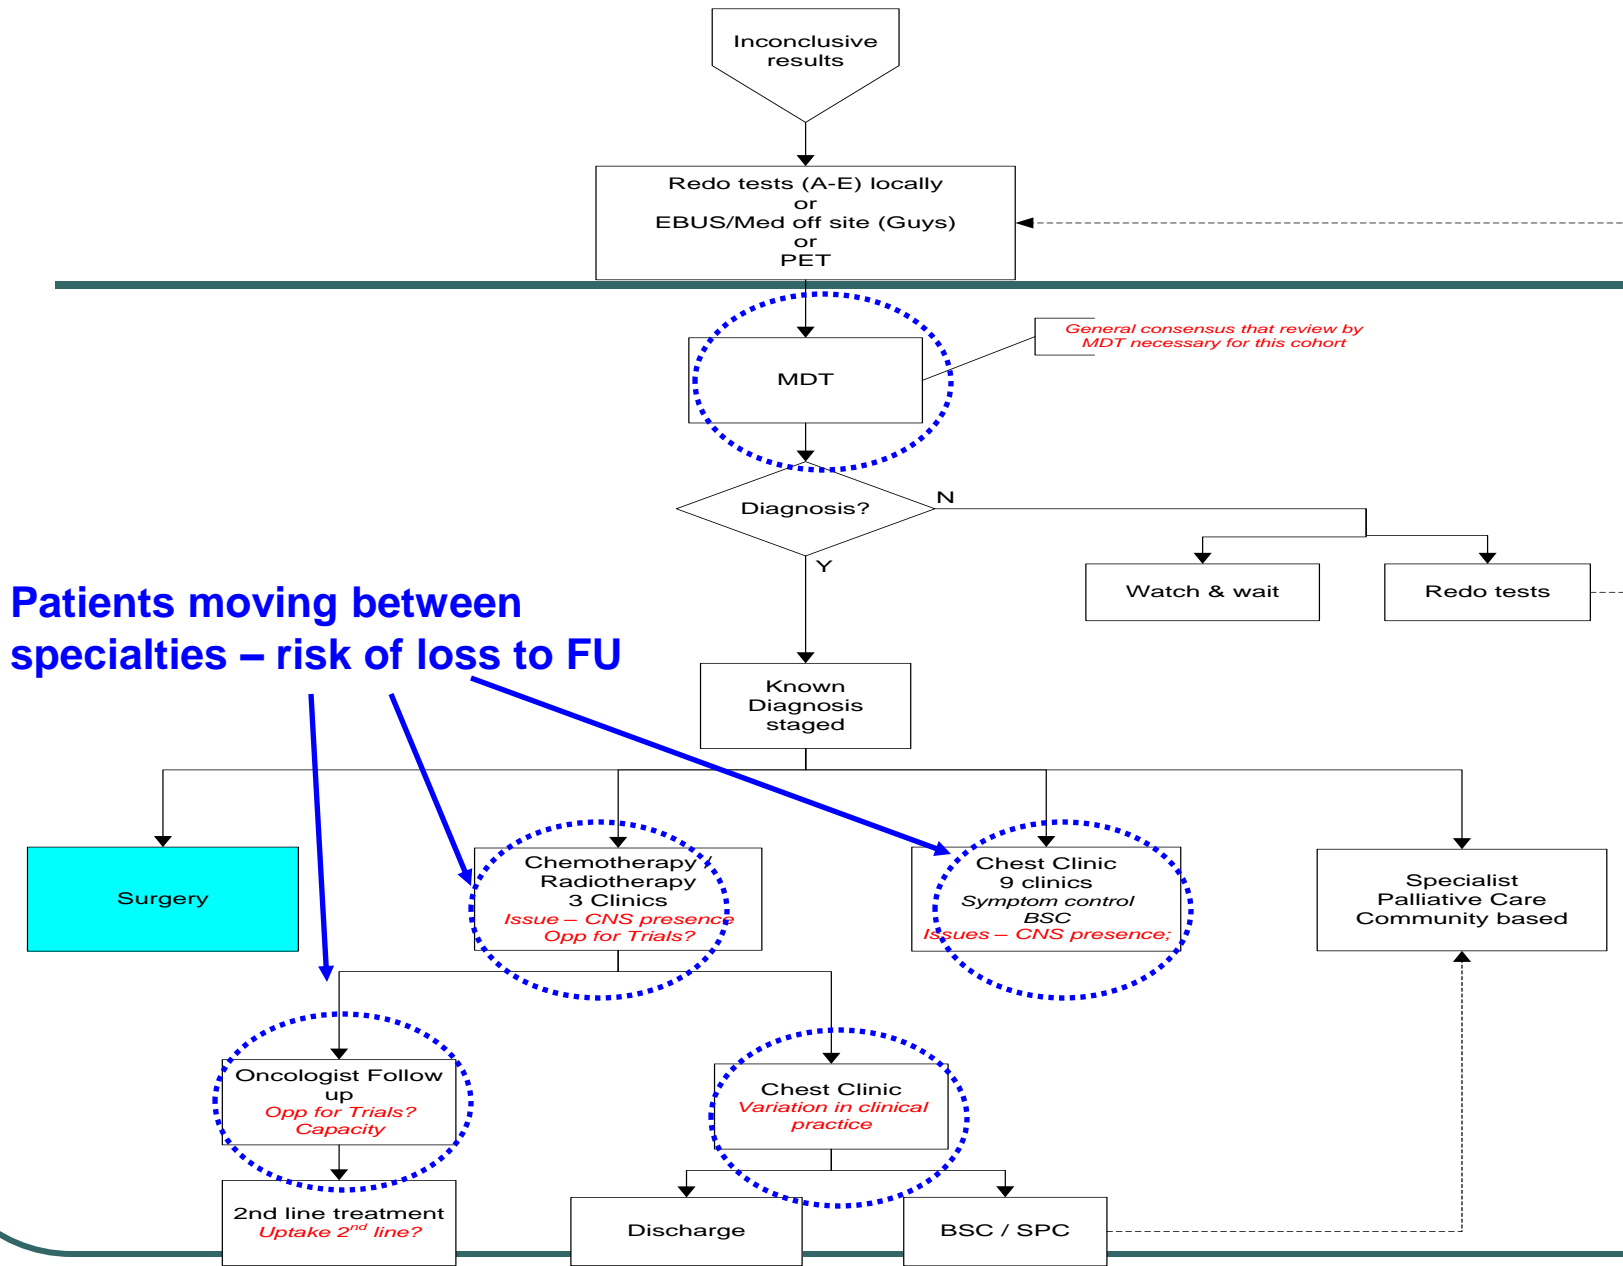 Inconclusive
results
Redo tests (A-E) locally
or
EBUS/Med off site (Guys)
or
PET
General consensus that review by
MDT necessary for this cohort
MDT
Diagnosis?
N
Y
Watch & wait
Redo tests
Patients moving between
specialties – risk of loss to FU
Known
Diagnosis
staged
Surgery
Chemotherapy /
Radiotherapy
3 Clinics
Issue – CNS presence
Opp for Trials?
Chest Clinic
9 clinics
Symptom control
BSC
Issues – CNS presence;
Specialist
Palliative Care
Community based
Oncologist Follow
up
Opp for Trials?
Capacity
Chest Clinic
Variation in clinical
practice
2nd line treatment
Uptake 2nd line?
Discharge
BSC / SPC